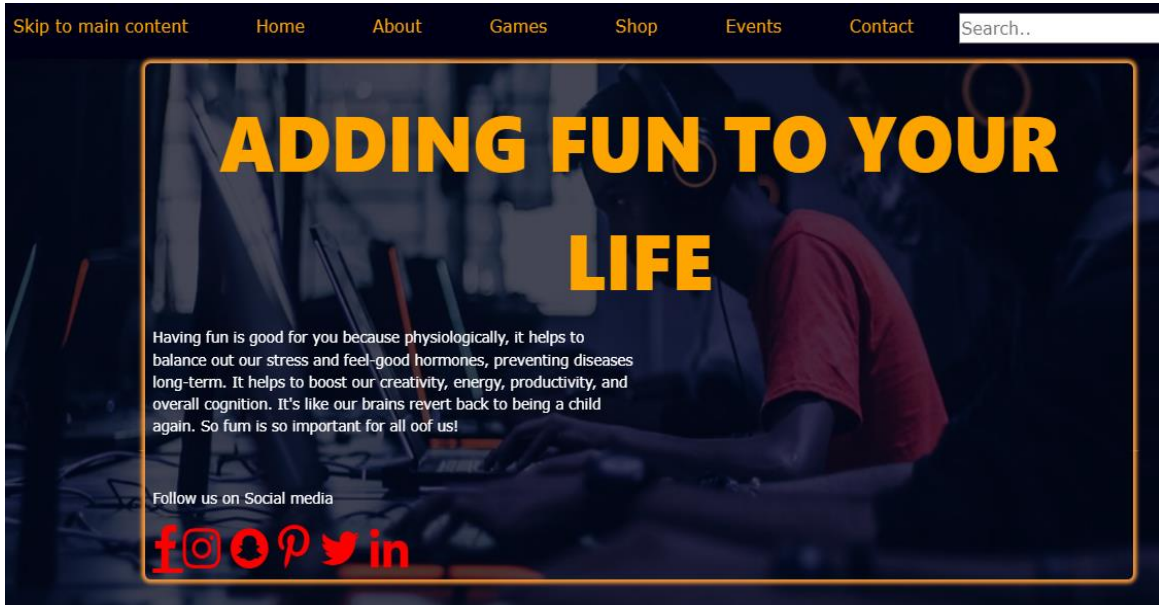 Skip to main content Home About Games Shop Events Contact Search..
ADDING FUN TO YOUR
LIFE
Having fun is good for you because physiologically, it helps to
balance out our stress and feel-good hormones, preventing diseases
long-term. It helps to boost our creativity, energy, productivity, and
overall cognition. It's like our brains revert back to being a child
again. So fum is so important for all oof us!
Follow us on Social media